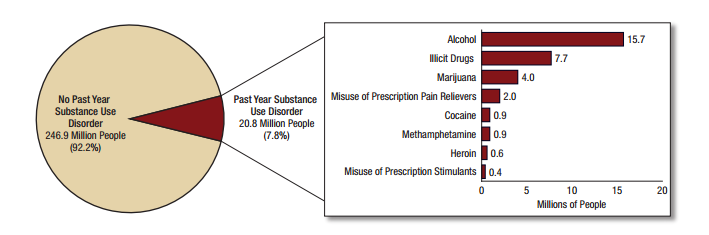 No Past Year
Substance Use
Disorder
246.9 Million People
(92.2%)
Past Year Substance
Use Disorder
20.8 Million People
(7.8%)
Alcohol 15.7
Illicit Drugs 7.7
Marijuana 4.0
Misuse of Prescription Pain Relievers 2.0
Cocaine 0.9
Methamphetamine 0.9
Heroin 0.6
Misuse of Prescription Stimulants 0.4
0 5 10 15 20
Millions of People